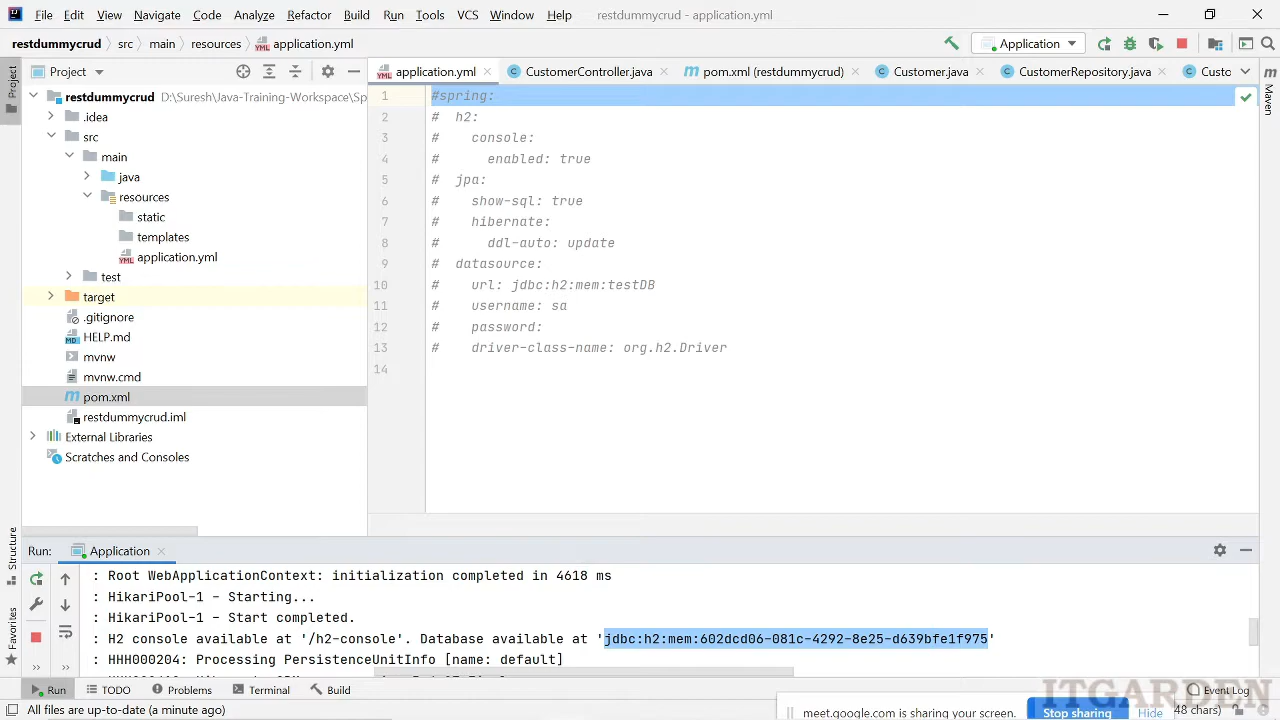 File Edit View Navigate Code Analyze Refactor Build Run Tools VCS Window Help restdummycrud - application.yml
restdummycrud src main resources application.yml Application
Project application.yml CustomerController.java pom.xml (restdummycrud) Customer.java CustomerRepository.java Custo
Project
Maven
restdummycrud D:\Suresh\Java-Training-Workspace\Sp
.idea
src
main
java
resources
static
templates
application.yml
test
target
.gitignore
HELP.md
mvnw
mvnw.cmd
pom.xml
restdummycrud.iml
External Libraries
Scratches and Consoles
1 #spring:
2 # h2:
3 # console:
4 # enabled: true
5 # jpa:
6 # show-sql: true
7 # hibernate:
8 # ddl-auto: update
9 # datasource:
10 # url: jdbc:h2:mem:testDB
11 # username: sa
12 # password:
13 # driver-class-name: org.h2.Driver
14
Structure
Favorites
Run: Application
: Root WebApplicationContext: initialization completed in 4618 ms
: HikariPool-1 - Starting...
: HikariPool-1 - Start completed.
: H2 console available at '/h2-console'. Database available at 'jdbc:h2:mem:602dcd06-081c-4292-8e25-d639bfe1f975'
: HHH000204: Processing PersistenceUnitInfo [name: default]
Run TODO Problems Terminal Build Event Log
ITGARDEN
All files are up-to-date (a minute ago) meet.google.com is sharing your screen. Stop sharing Hide 48 chars)